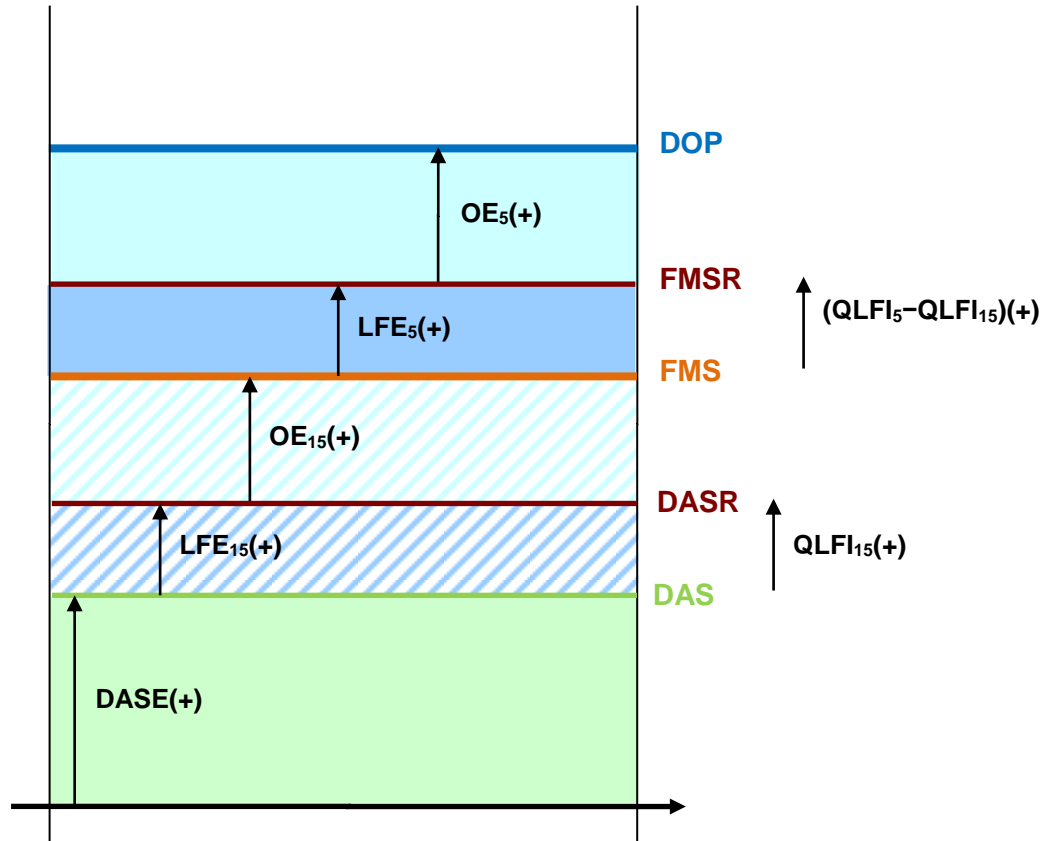 DOP
OE₅(+)
FMSR
(QLFI₅−QLFI₁₅)(+)
LFE₅(+)
FMS
OE₁₅(+)
DASR
LFE₁₅(+)
QLFI₁₅(+)
DAS
DASE(+)